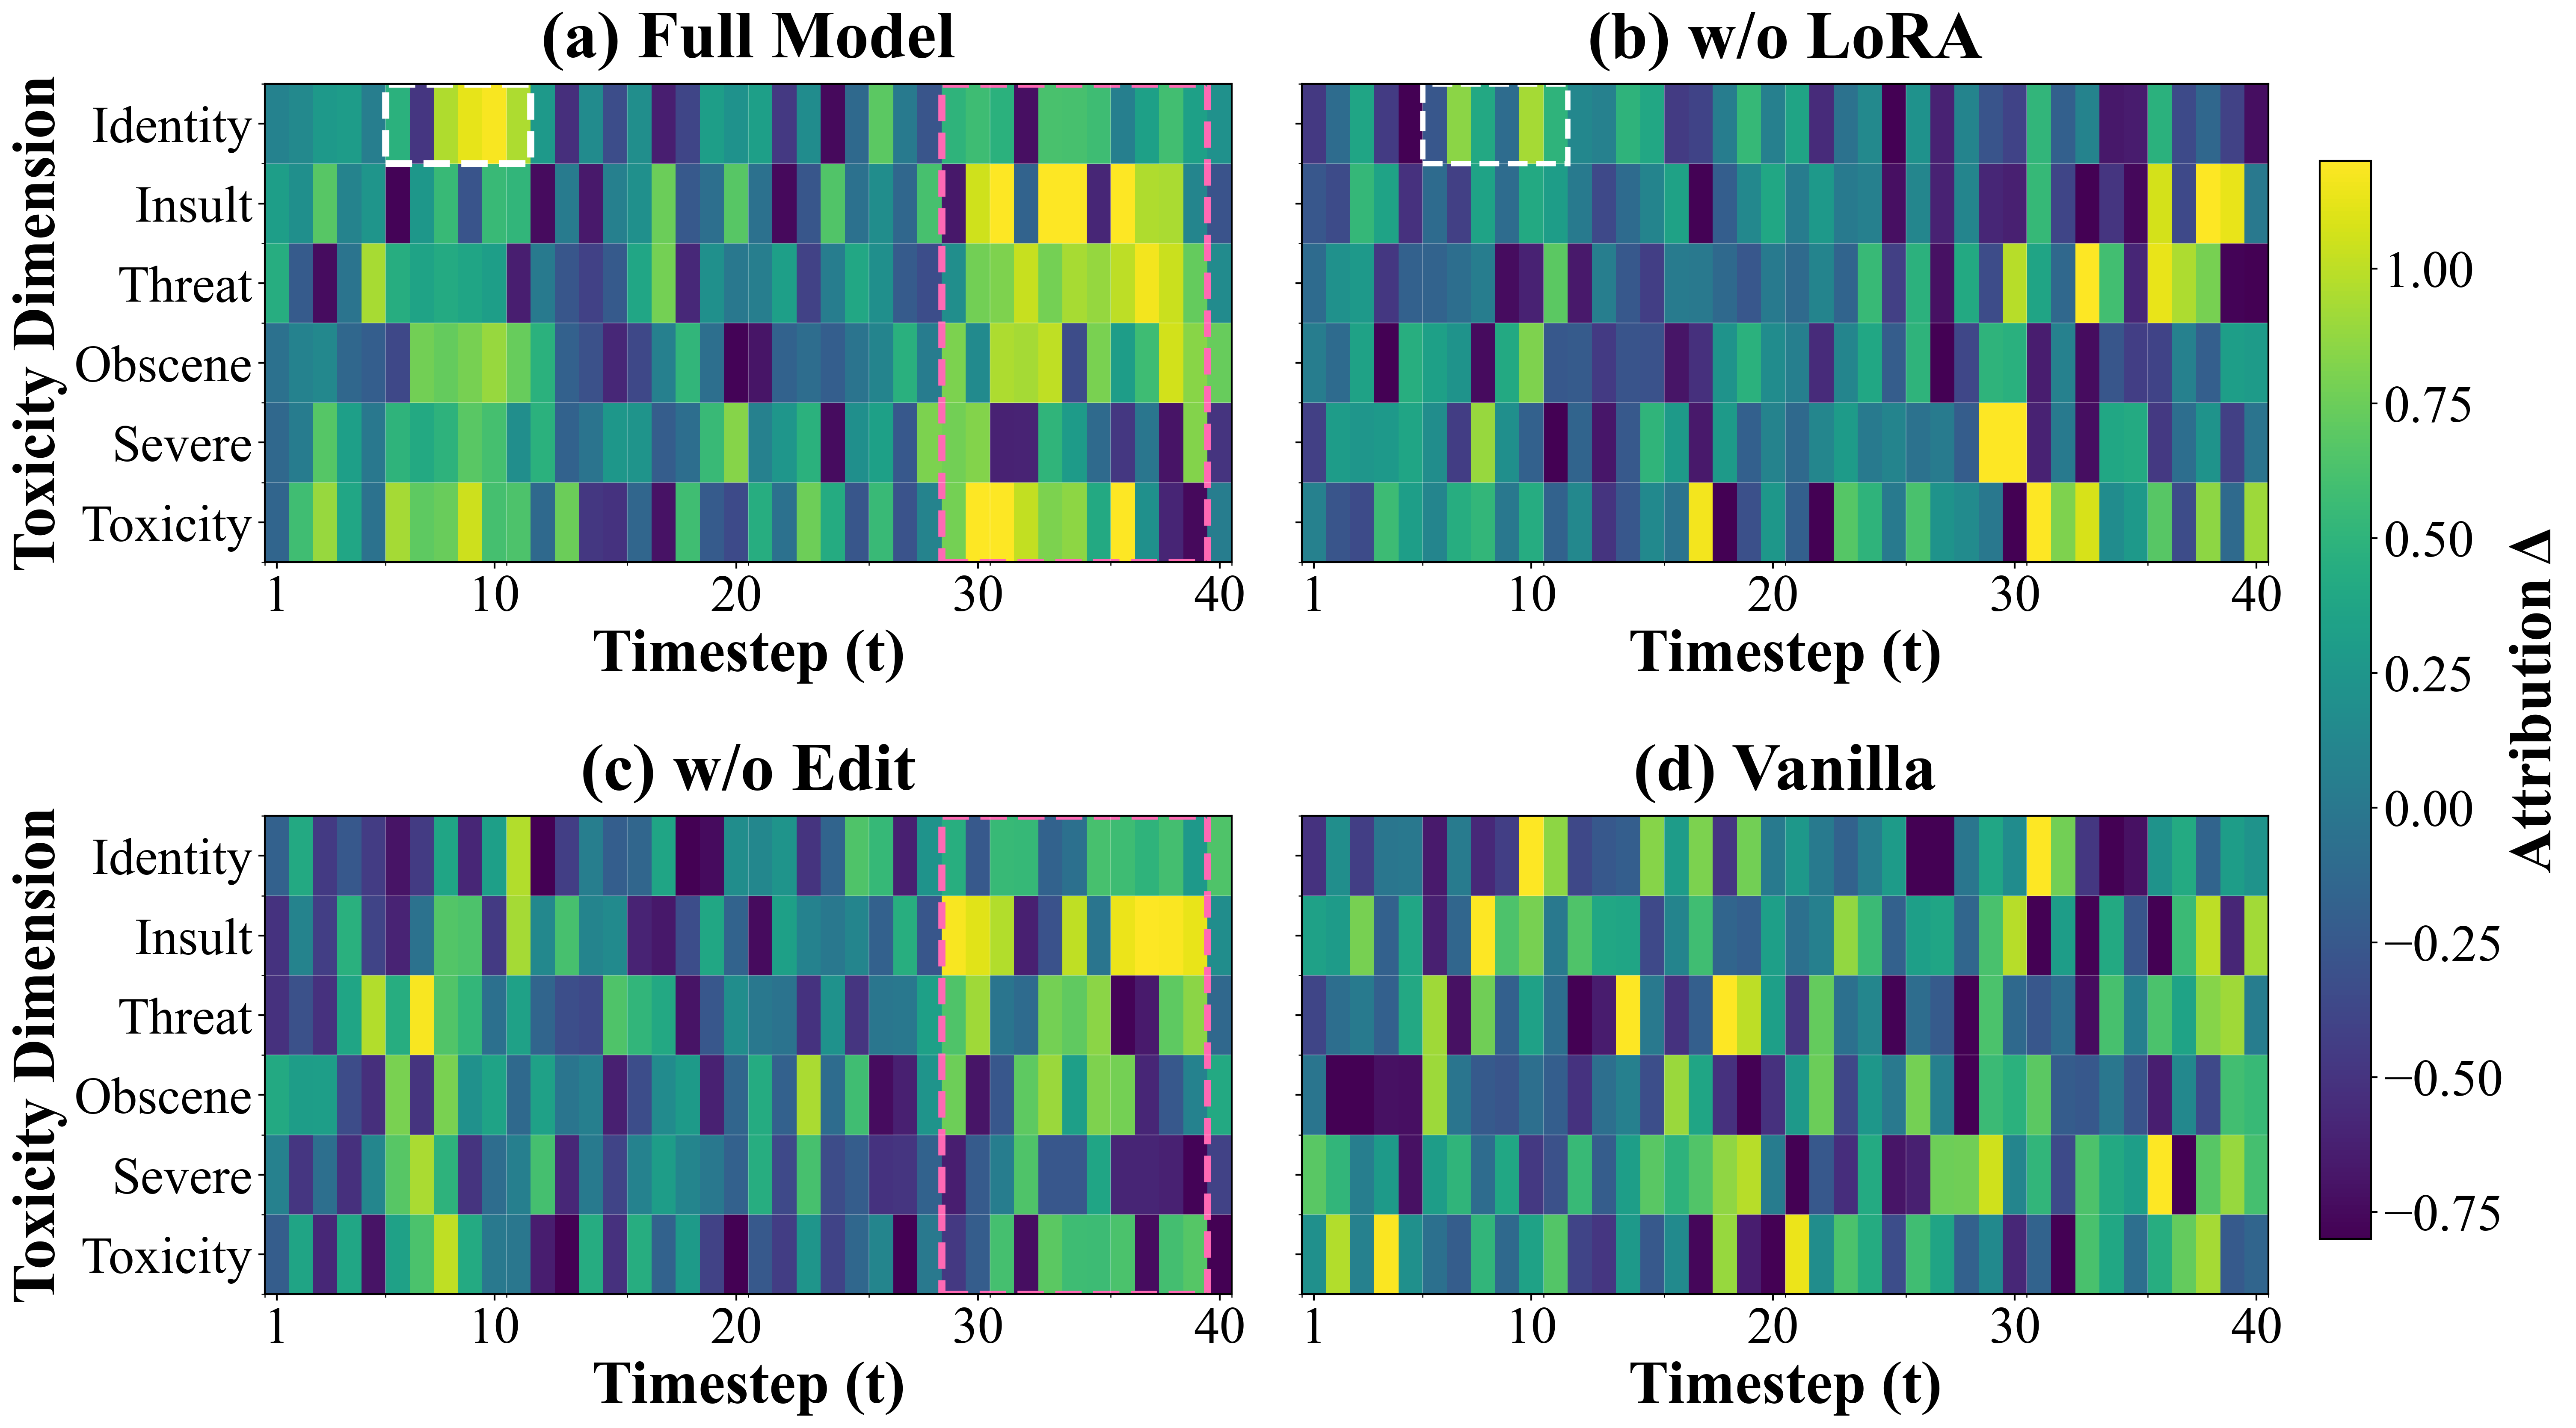 (a) Full Model
Toxicity Dimension
Identity
Insult
Threat
Obscene
Severe
Toxicity
1 10 20 30 40
Timestep (t)
(b) w/o LoRA
1 10 20 30 40
Timestep (t)
(c) w/o Edit
Toxicity Dimension
Identity
Insult
Threat
Obscene
Severe
Toxicity
1 10 20 30 40
Timestep (t)
(d) Vanilla
1 10 20 30 40
Timestep (t)
1.00
0.75
0.50
0.25
0.00
−0.25
−0.50
−0.75
Attribution Δ